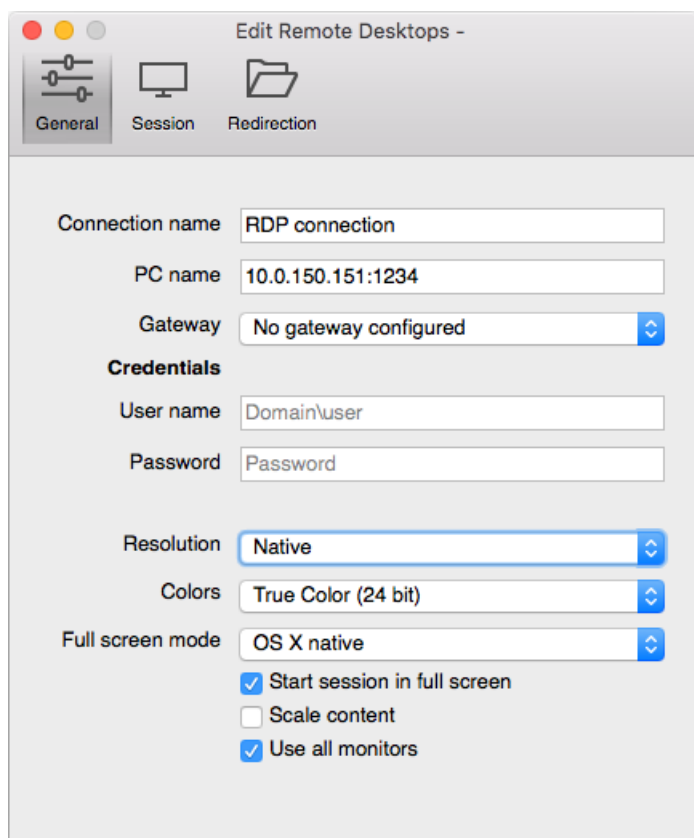 Edit Remote Desktops -
General Session Redirection
Connection name RDP connection
PC name 10.0.150.151:1234
Gateway No gateway configured
Credentials
User name Domain\user
Password Password
Resolution Native
Colors True Color (24 bit)
Full screen mode OS X native
Start session in full screen
Scale content
Use all monitors